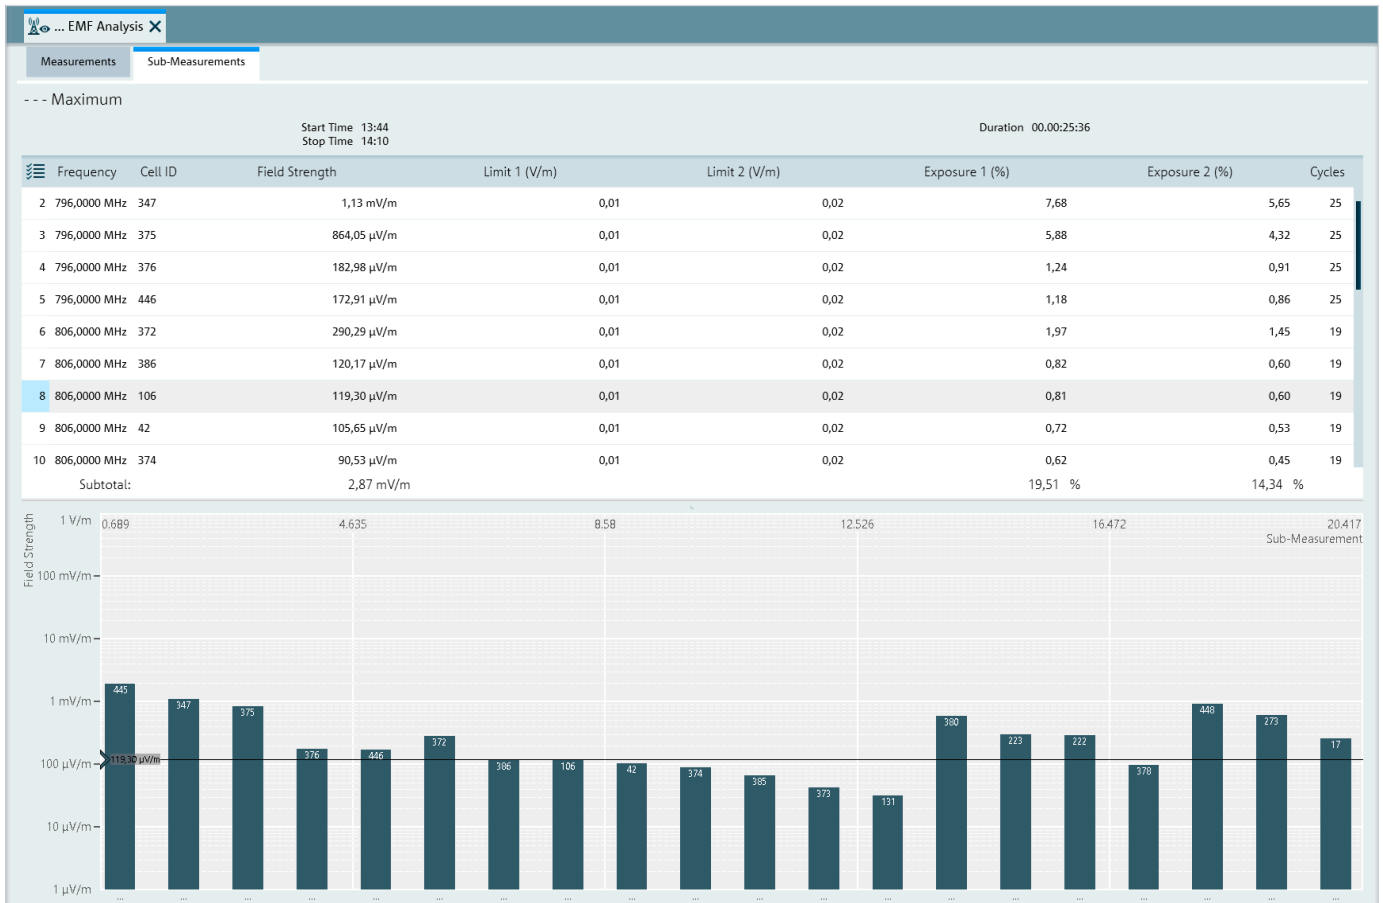 ... EMF Analysis
Measurements Sub-Measurements
- - - Maximum
Start Time 13:44 Duration 00.00:25:36
Stop Time 14:10
Frequency Cell ID Field Strength Limit 1 (V/m) Limit 2 (V/m) Exposure 1 (%) Exposure 2 (%) Cycles
2 796,0000 MHz 347 1,13 mV/m 0,01 0,02 7,68 5,65 25
3 796,0000 MHz 375 864,05 µV/m 0,01 0,02 5,88 4,32 25
4 796,0000 MHz 376 182,98 µV/m 0,01 0,02 1,24 0,91 25
5 796,0000 MHz 446 172,91 µV/m 0,01 0,02 1,18 0,86 25
6 806,0000 MHz 372 290,29 µV/m 0,01 0,02 1,97 1,45 19
7 806,0000 MHz 386 120,17 µV/m 0,01 0,02 0,82 0,60 19
8 806,0000 MHz 106 119,30 µV/m 0,01 0,02 0,81 0,60 19
9 806,0000 MHz 42 105,65 µV/m 0,01 0,02 0,72 0,53 19
10 806,0000 MHz 374 90,53 µV/m 0,01 0,02 0,62 0,45 19
Subtotal: 2,87 mV/m 19,51 % 14,34 %
Field Strength
1 V/m 0.689 4.635 8.58 12.526 16.472 20.417
Sub-Measurement
100 mV/m
10 mV/m
1 mV/m
100 µV/m
10 µV/m
1 µV/m
119,30 µV/m
445 347 375 376 446 372 386 106 42 374 385 373 131 380 223 222 378 448 273 17
... ... ... ... ... ... ... ... ... ... ... ... ... ... ... ... ... ... ... ...